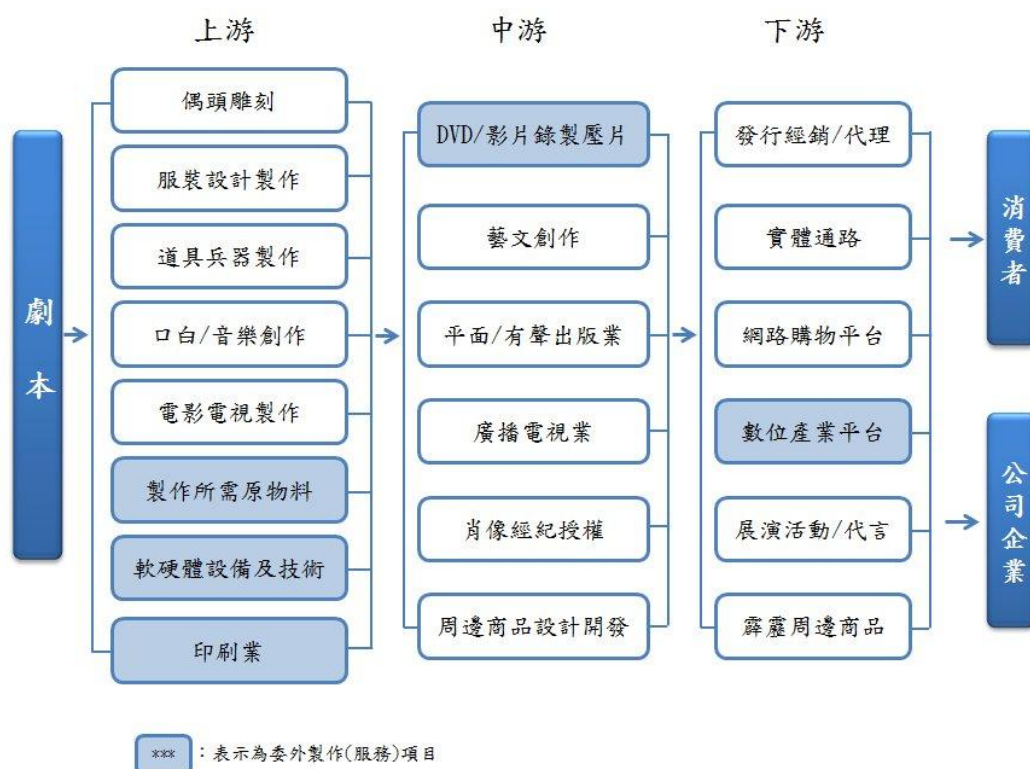 上游
中游
下游
劇本
偶頭雕刻
服裝設計製作
道具兵器製作
口白/音樂創作
電影電視製作
製作所需原物料
軟硬體設備及技術
印刷業
DVD/影片錄製壓片
藝文創作
平面/有聲出版業
廣播電視業
肖像經紀授權
周邊商品設計開發
發行經銷/代理
實體通路
網路購物平台
數位產業平台
展演活動/代言
霹靂周邊商品
消費者
公司企業
***：表示為委外製作(服務)項目